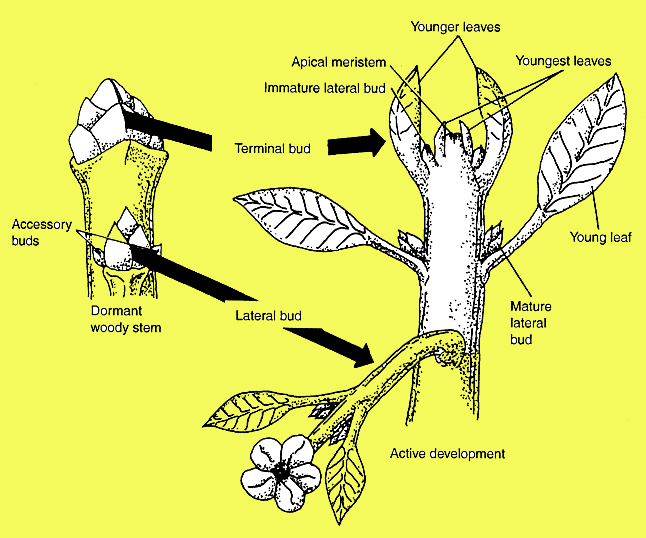 Younger leaves
Apical meristem
Youngest leaves
Immature lateral bud
Terminal bud
Accessory
buds
Young leaf
Dormant
woody stem
Lateral bud
Mature
lateral
bud
Active development